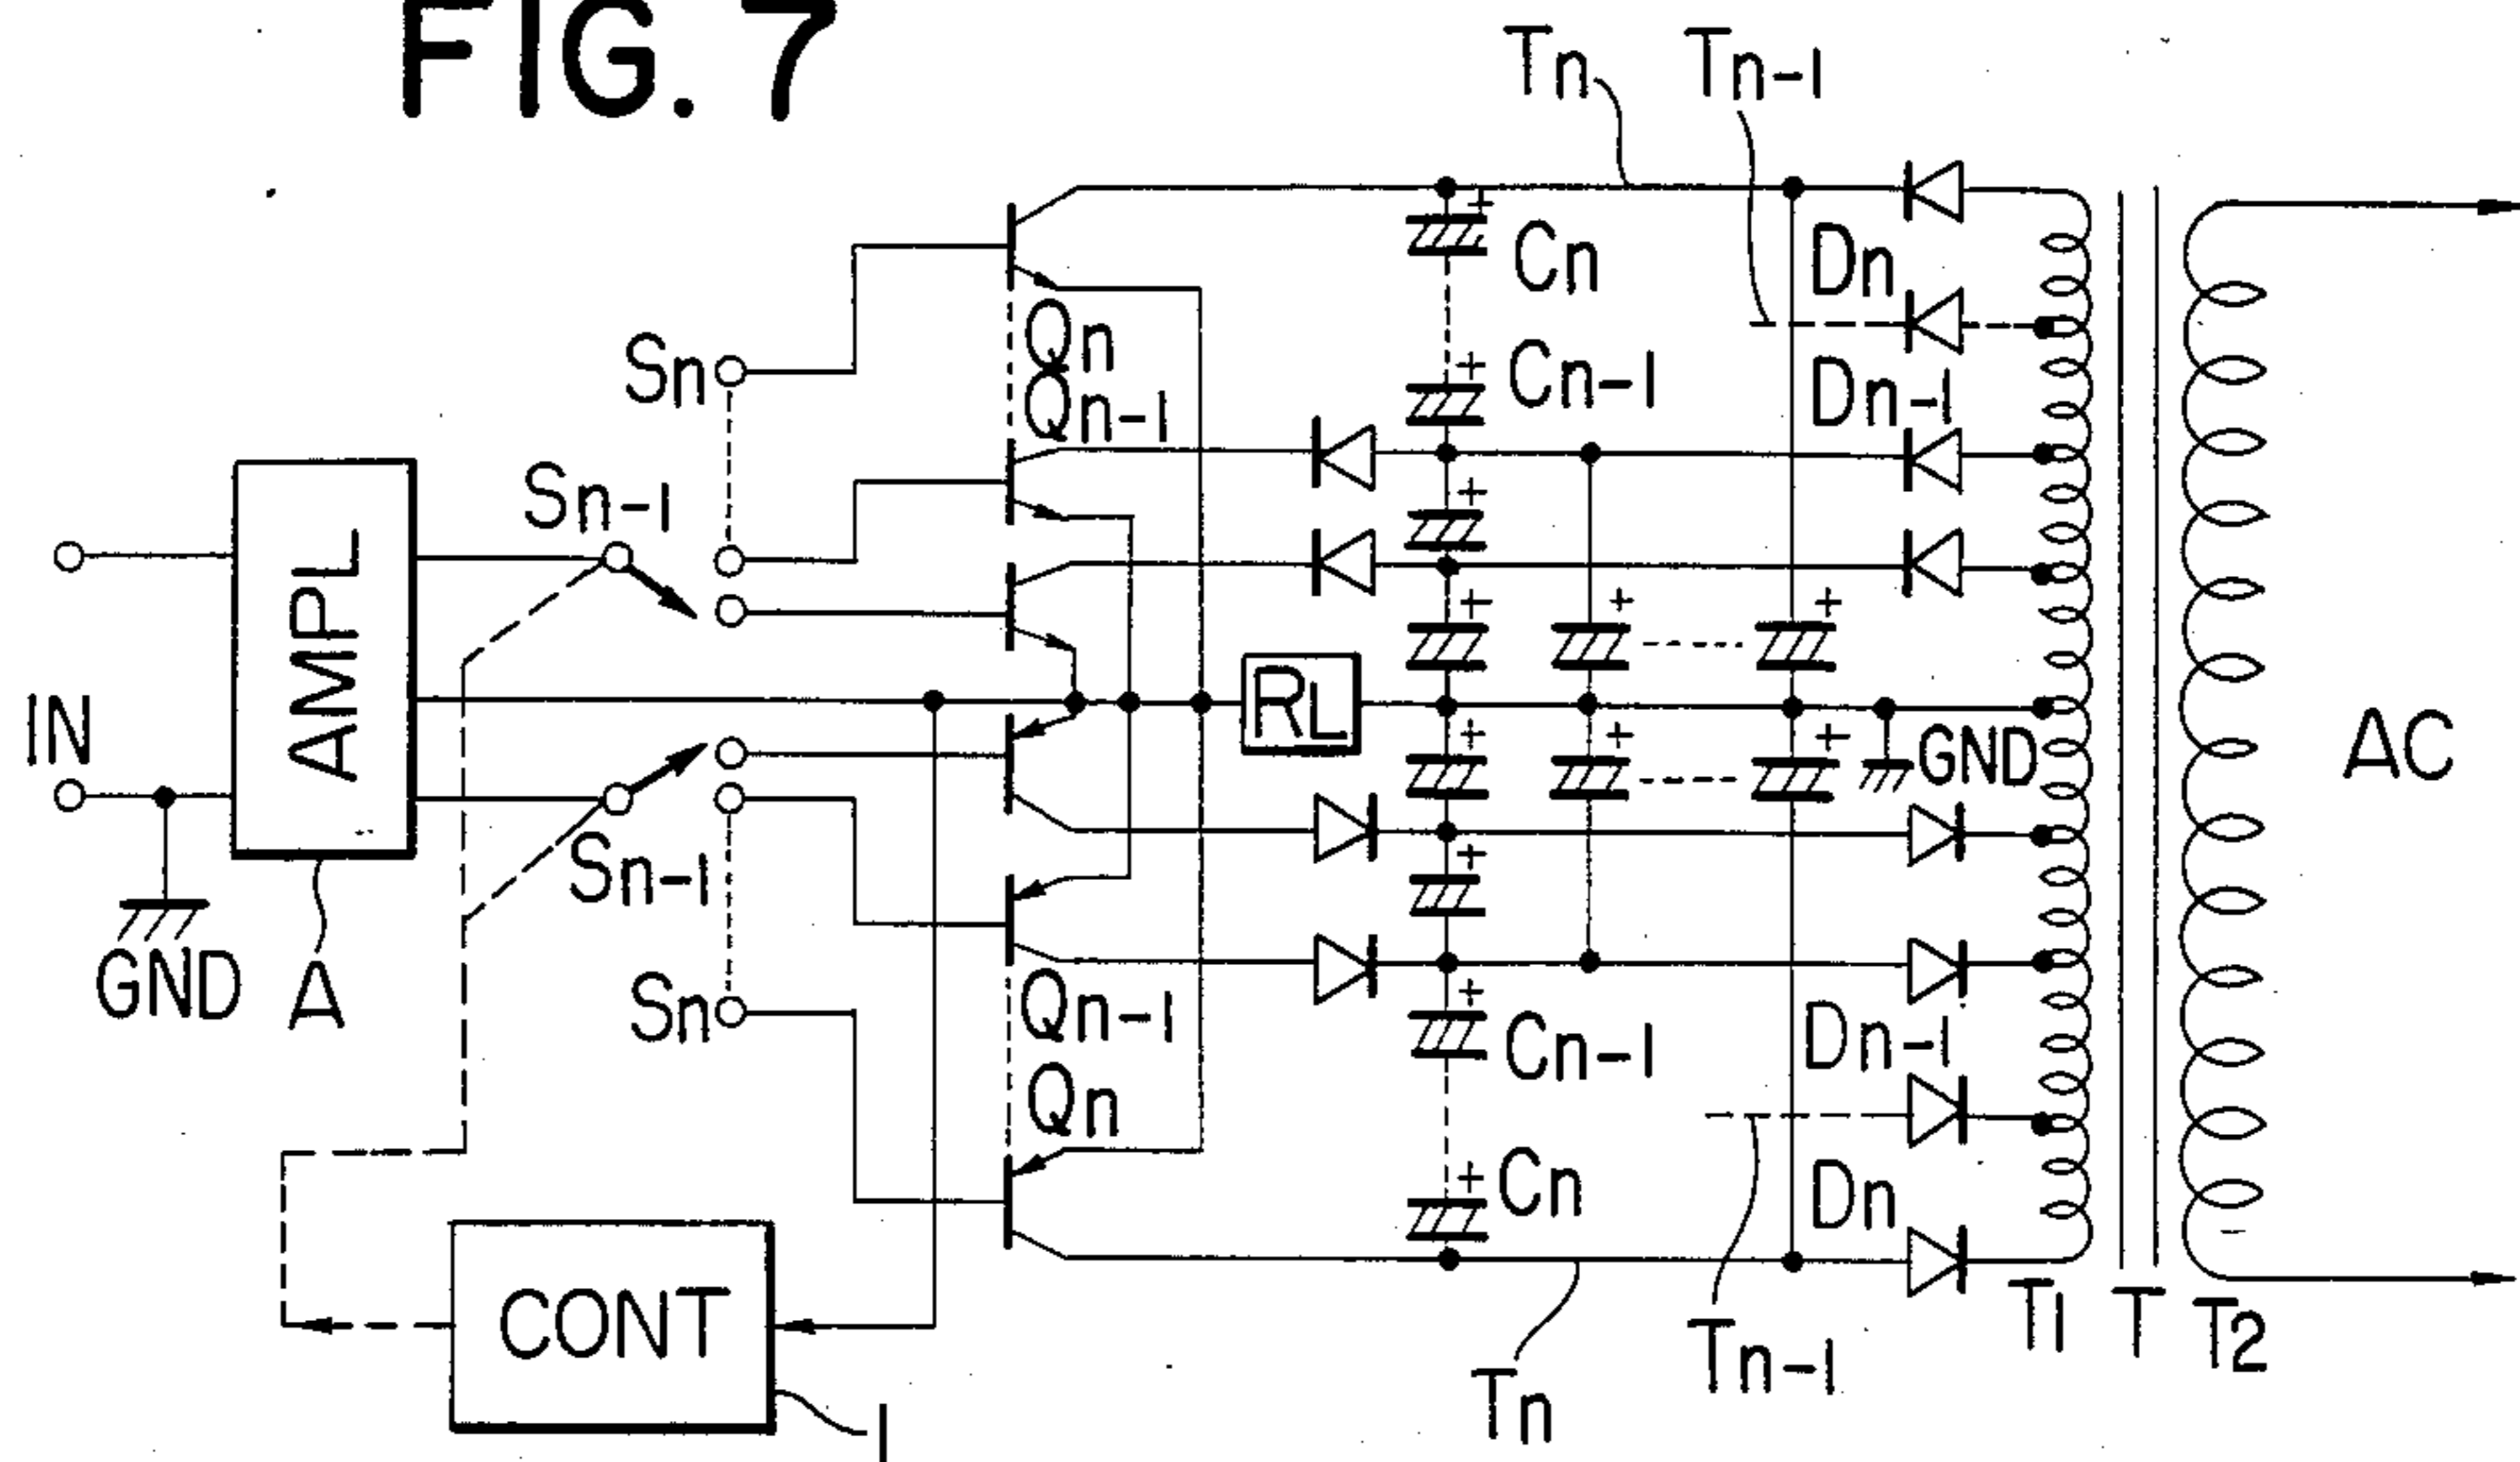 FIG. 7
Tn
Tn-1
Cn
Dn
Qn
Sn
Cn-1
Dn-1
Qn-1
Sn-1
+
+
+
+
+
+
AMPL
IN
RL
GND
AC
+
+
+
Sn-1
+
GND
A
Sn
Qn-1
+
Cn-1
Dn-1
Qn
+
Cn
Dn
CONT
T1
T
T2
Tn-1
Tn
1